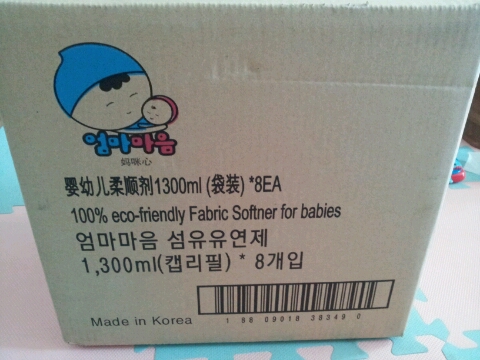 엄마마음
妈咪心
婴幼儿柔顺剂1300ml (袋装) *8EA
100% eco-friendly Fabric Softner for babies
엄마마음 섬유유연제
1,300ml(캡리필) * 8개입
Made in Korea